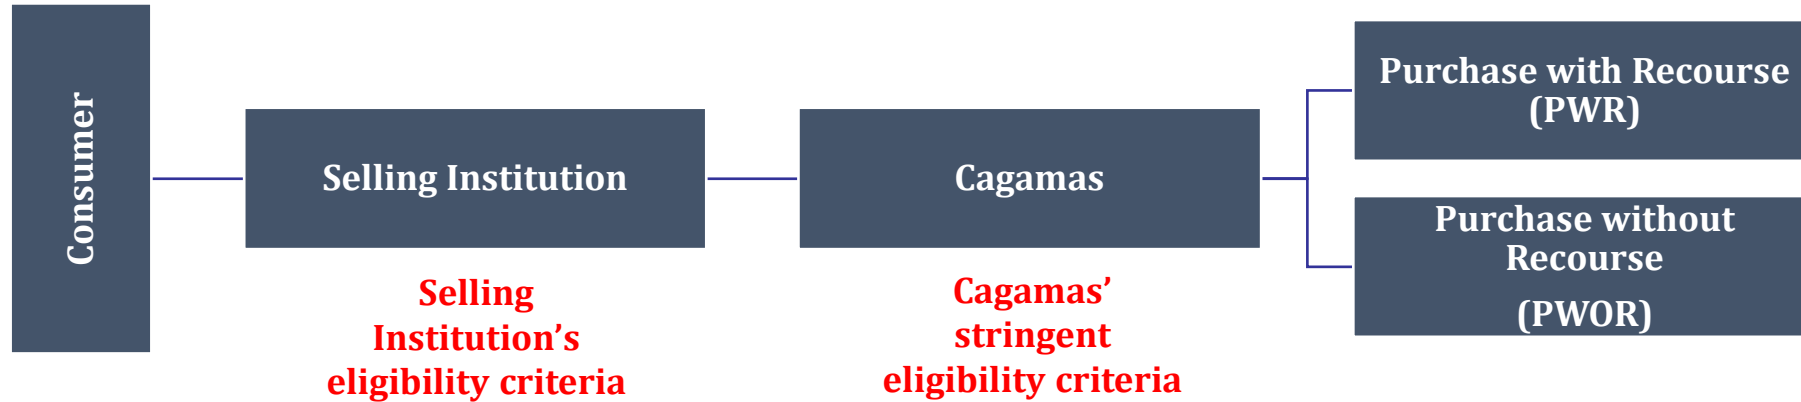 Consumer
Selling Institution
Selling
Institution’s
eligibility criteria
Cagamas
Cagamas’
stringent
eligibility criteria
Purchase with Recourse
(PWR)
Purchase without
Recourse
(PWOR)